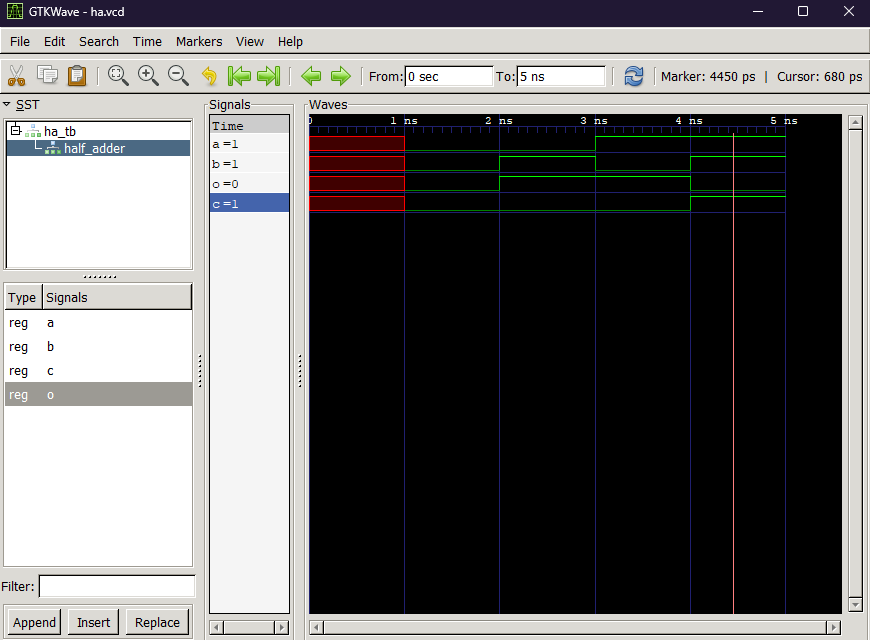 GTKWave - ha.vcd
File Edit Search Time Markers View Help
From: 0 sec To: 5 ns Marker: 4450 ps | Cursor: 680 ps
SST
ha_tb
half_adder
Type Signals
reg a
reg b
reg c
reg o
Filter:
Append Insert Replace
Signals
Time
a=1
b=1
o=0
c=1
Waves
0 1 ns 2 ns 3 ns 4 ns 5 ns